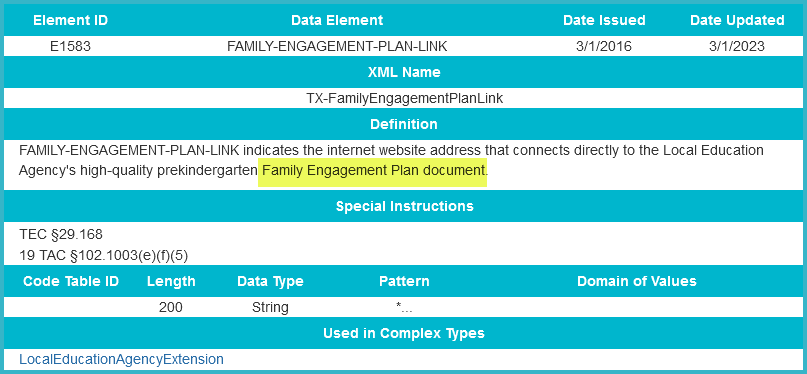 Element ID Data Element Date Issued Date Updated
E1583 FAMILY-ENGAGEMENT-PLAN-LINK 3/1/2016 3/1/2023
XML Name
TX-FamilyEngagementPlanLink
Definition
FAMILY-ENGAGEMENT-PLAN-LINK indicates the internet website address that connects directly to the Local Education
Agency's high-quality prekindergarten Family Engagement Plan document.
Special Instructions
TEC §29.168
19 TAC §102.1003(e)(f)(5)
Code Table ID Length Data Type Pattern Domain of Values
200 String *...
Used in Complex Types
LocalEducationAgencyExtension